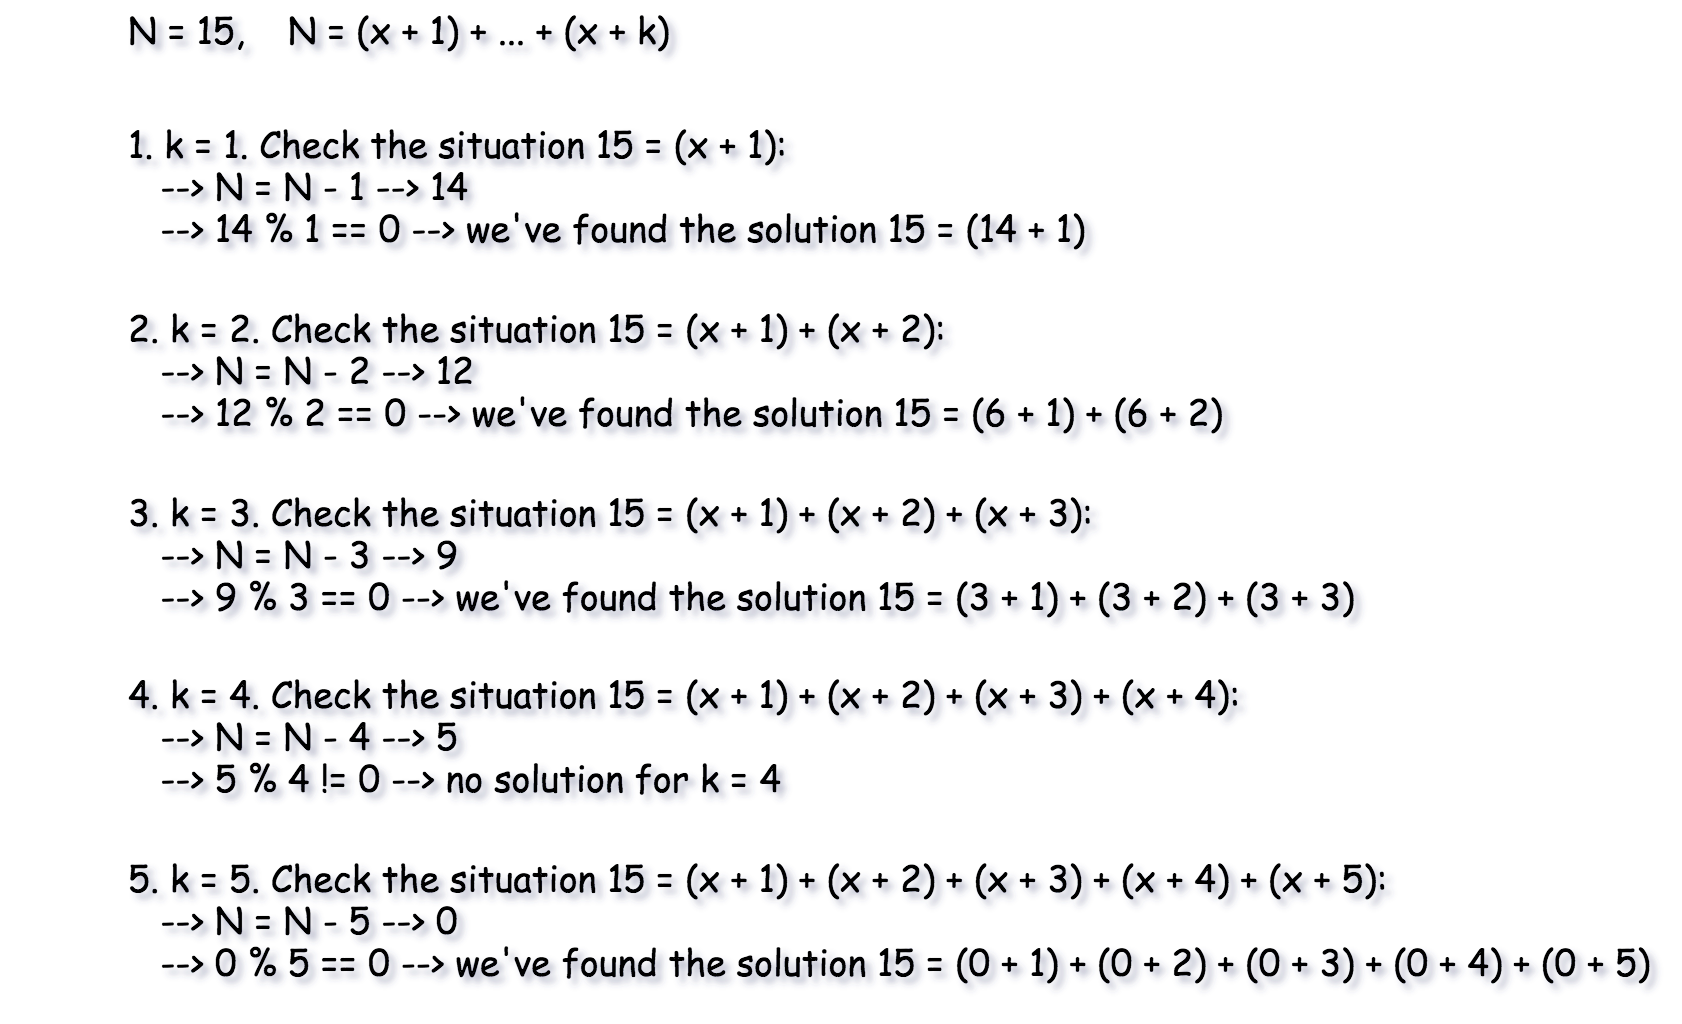 N = 15, N = (x + 1) + ... + (x + k)
1. k = 1. Check the situation 15 = (x + 1):
--> N = N - 1 --> 14
--> 14 % 1 == 0 --> we've found the solution 15 = (14 + 1)
2. k = 2. Check the situation 15 = (x + 1) + (x + 2):
--> N = N - 2 --> 12
--> 12 % 2 == 0 --> we've found the solution 15 = (6 + 1) + (6 + 2)
3. k = 3. Check the situation 15 = (x + 1) + (x + 2) + (x + 3):
--> N = N - 3 --> 9
--> 9 % 3 == 0 --> we've found the solution 15 = (3 + 1) + (3 + 2) + (3 + 3)
4. k = 4. Check the situation 15 = (x + 1) + (x + 2) + (x + 3) + (x + 4):
--> N = N - 4 --> 5
--> 5 % 4 != 0 --> no solution for k = 4
5. k = 5. Check the situation 15 = (x + 1) + (x + 2) + (x + 3) + (x + 4) + (x + 5):
--> N = N - 5 --> 0
--> 0 % 5 == 0 --> we've found the solution 15 = (0 + 1) + (0 + 2) + (0 + 3) + (0 + 4) + (0 + 5)